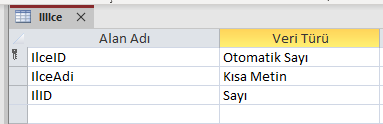 IlIlce
Alan Adı Veri Türü
IlceID Otomatik Sayı
IlceAdi Kısa Metin
IlID Sayı